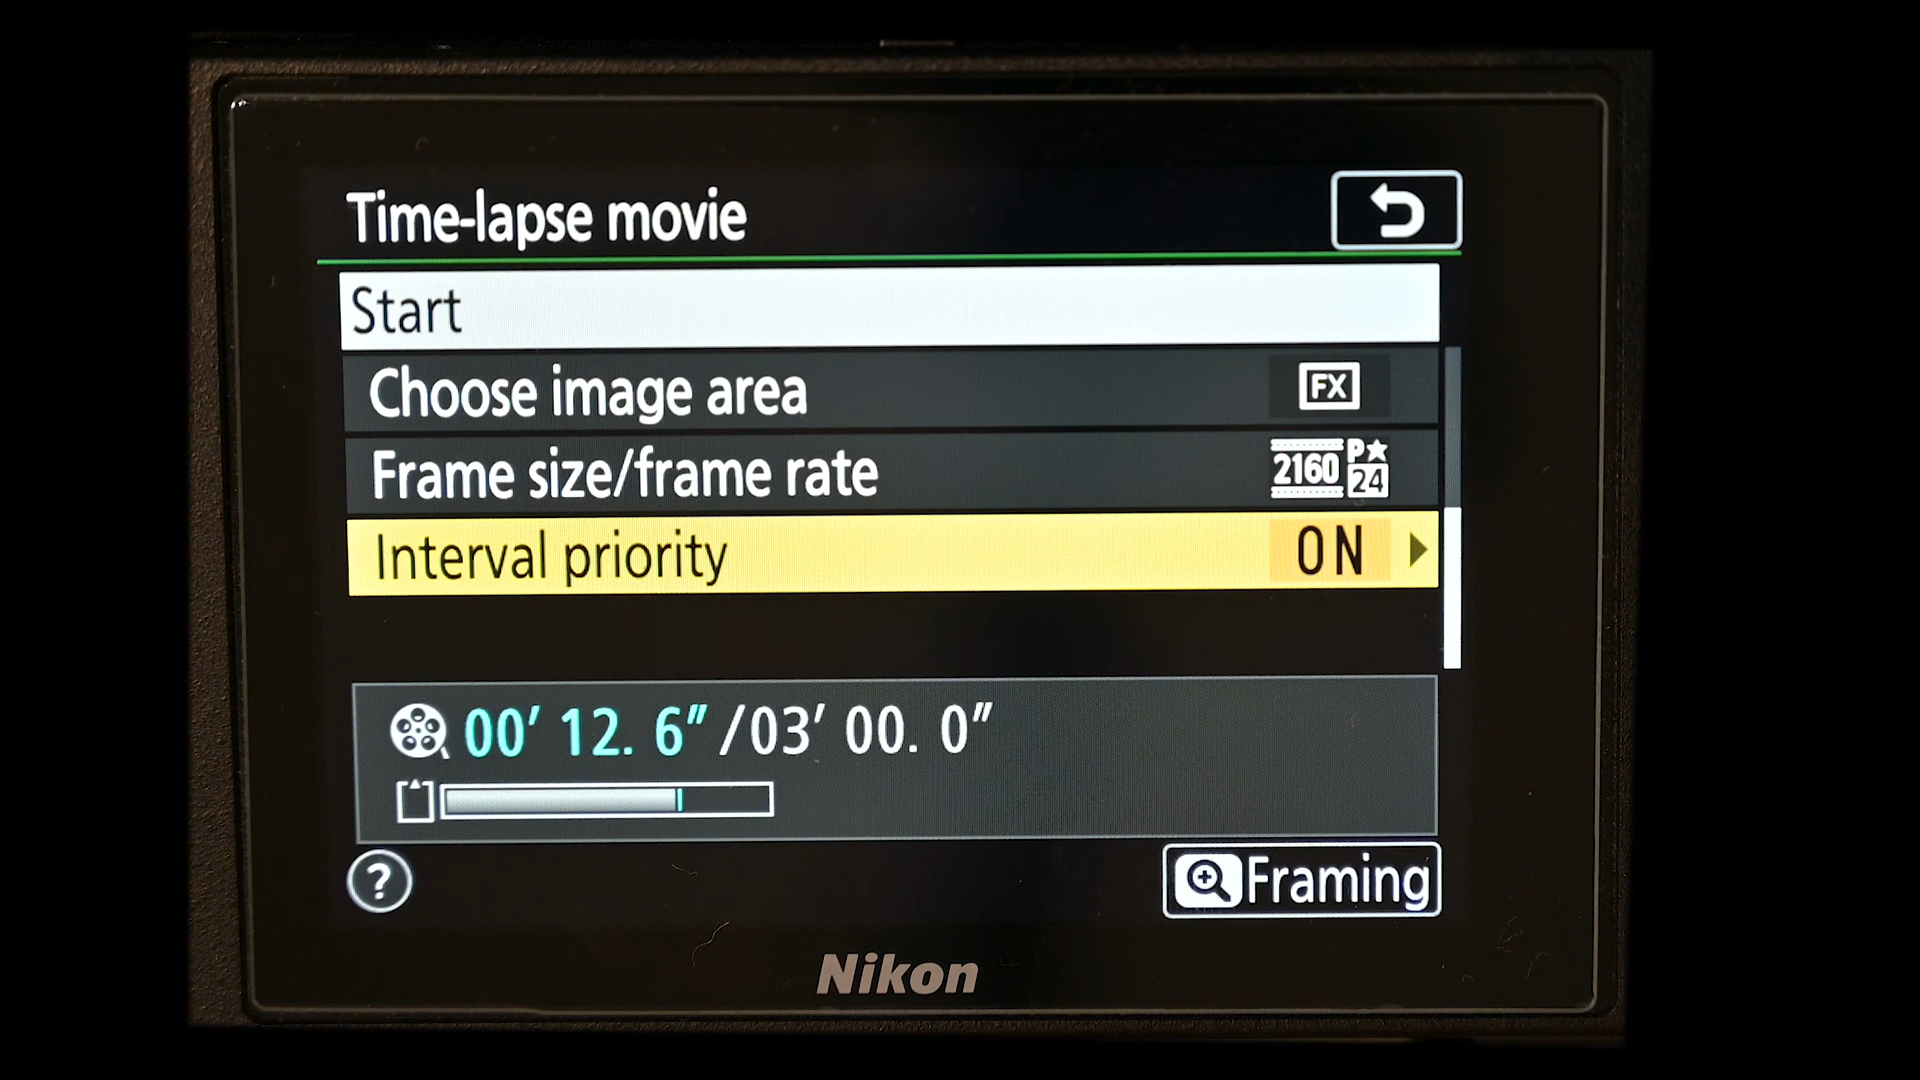 Time-lapse movie
Start
Choose image area FX
Frame size/frame rate 2160 P★ 24
Interval priority ON
00′ 12. 6″ /03′ 00. 0″
? Framing
Nikon